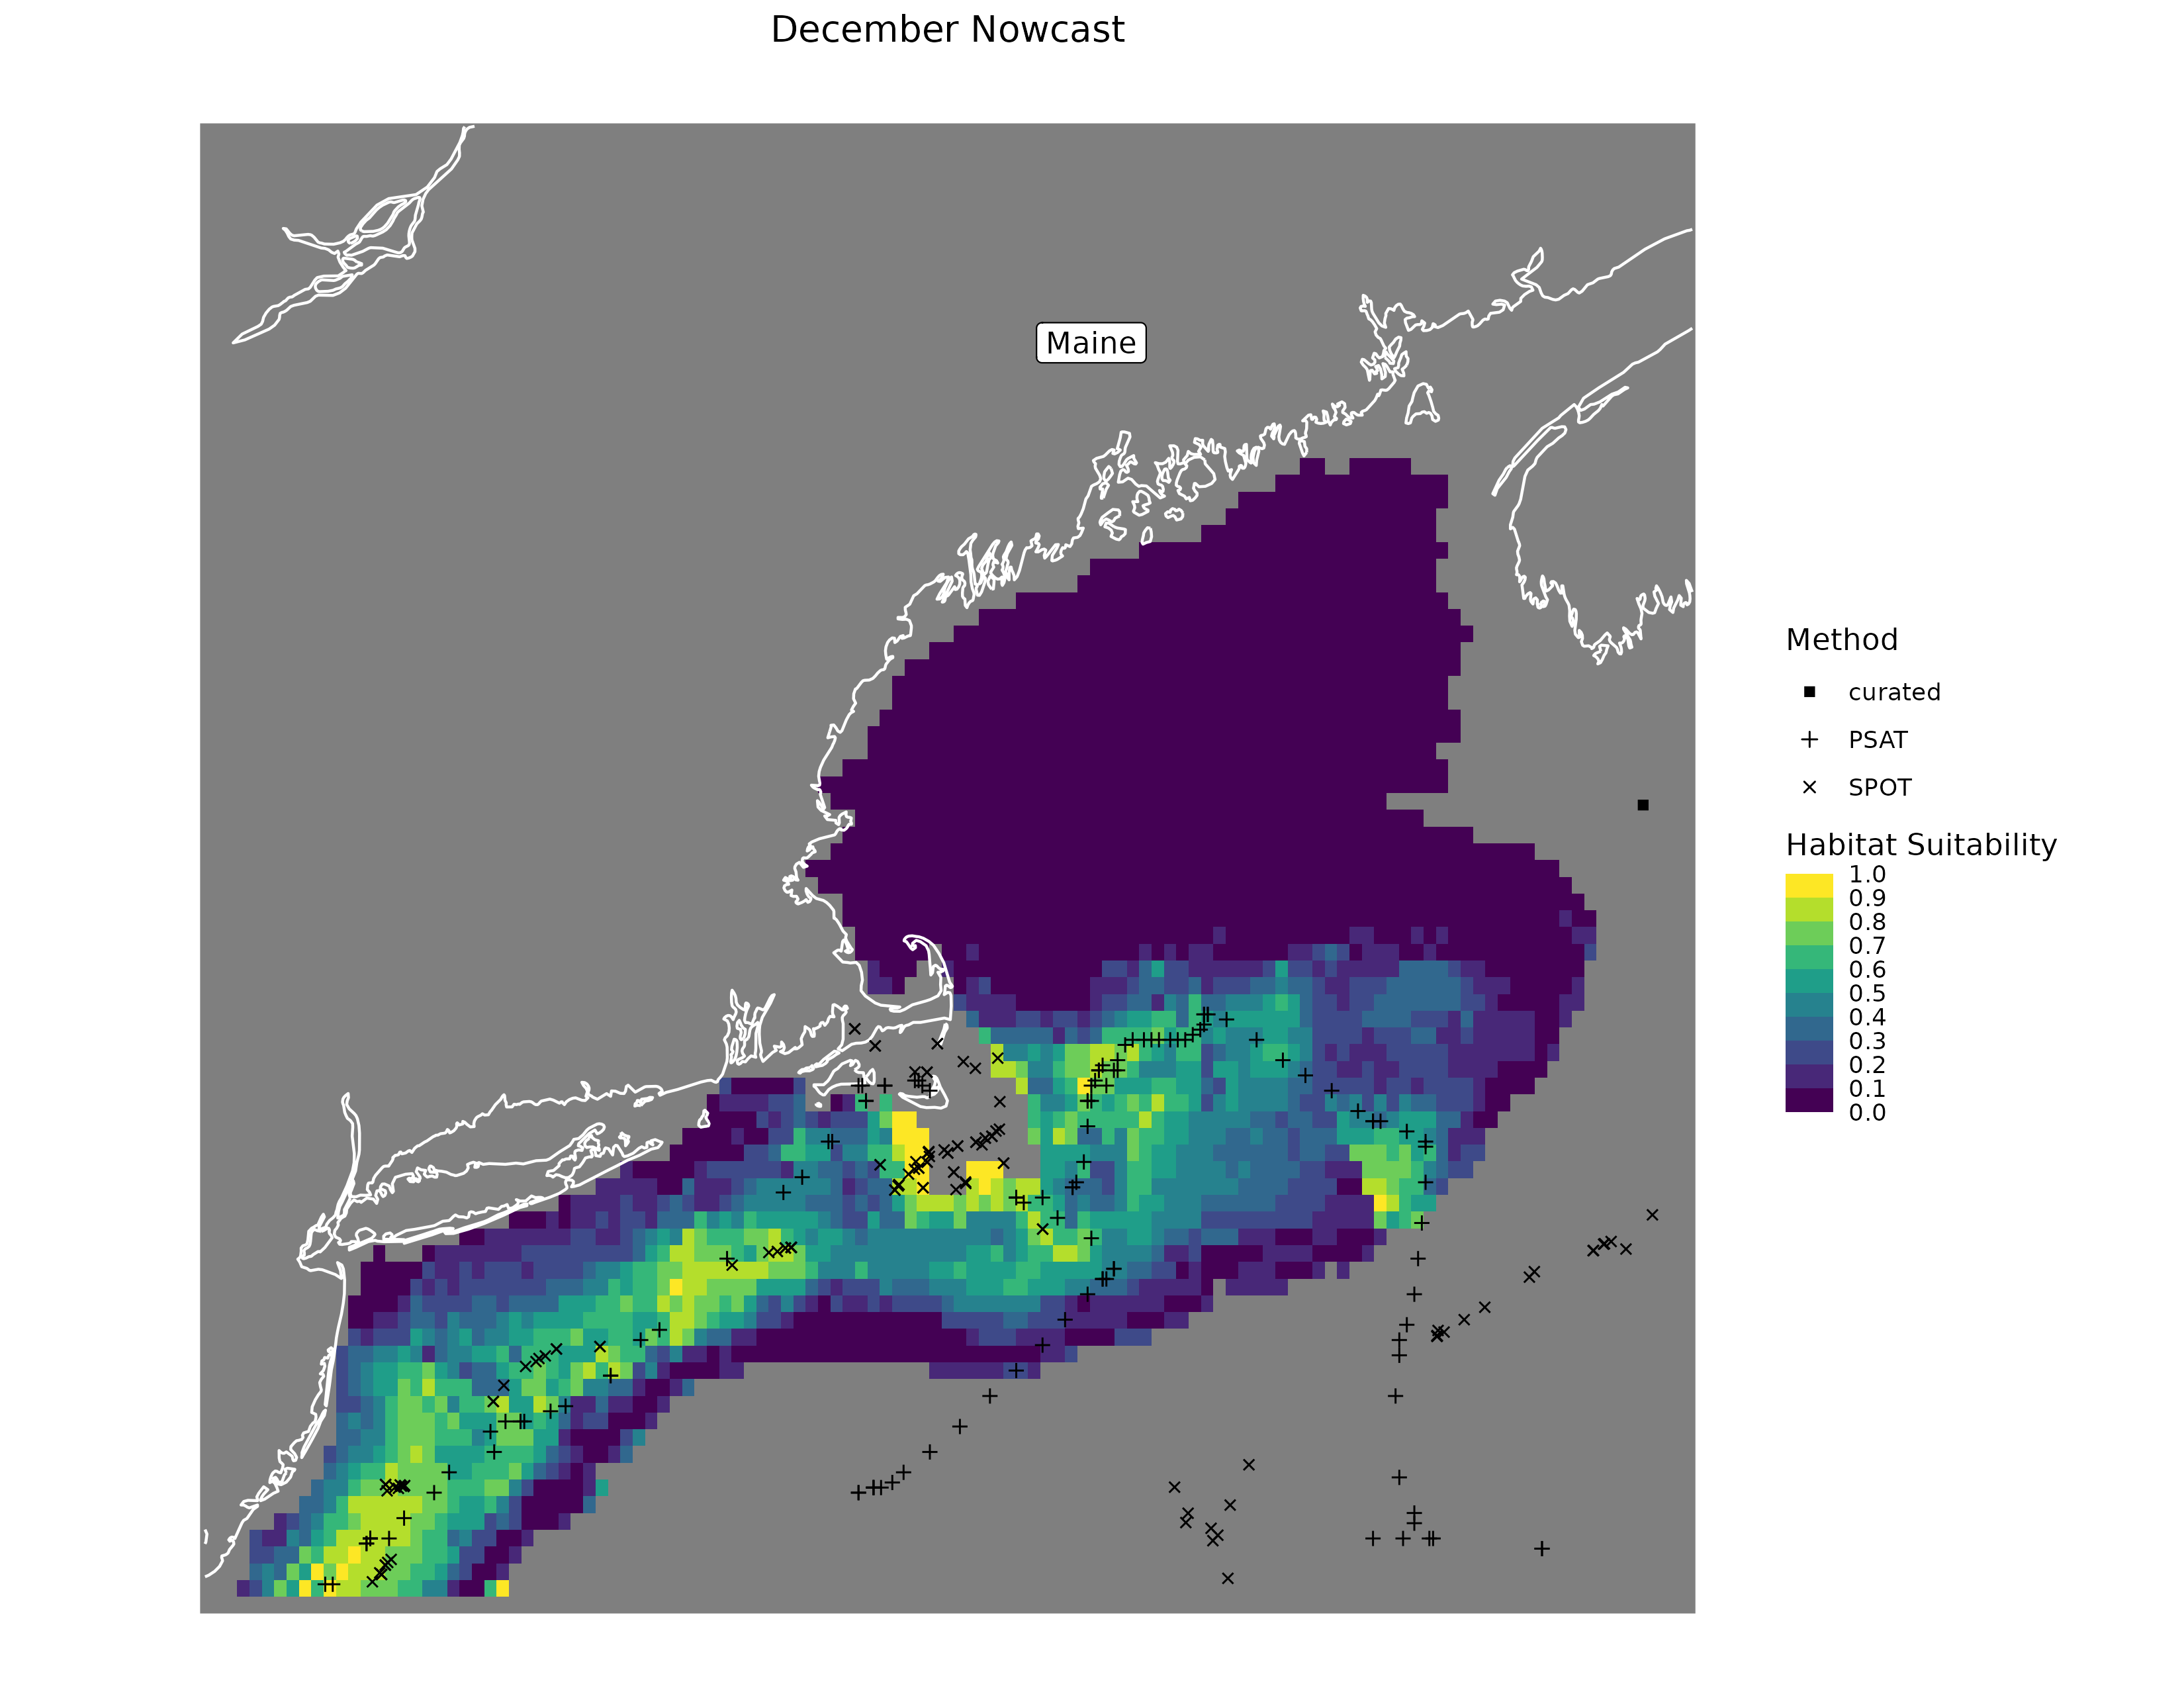 December Nowcast
Maine
Method
curated
PSAT
SPOT
Habitat Suitability
1.0
0.9
0.8
0.7
0.6
0.5
0.4
0.3
0.2
0.1
0.0